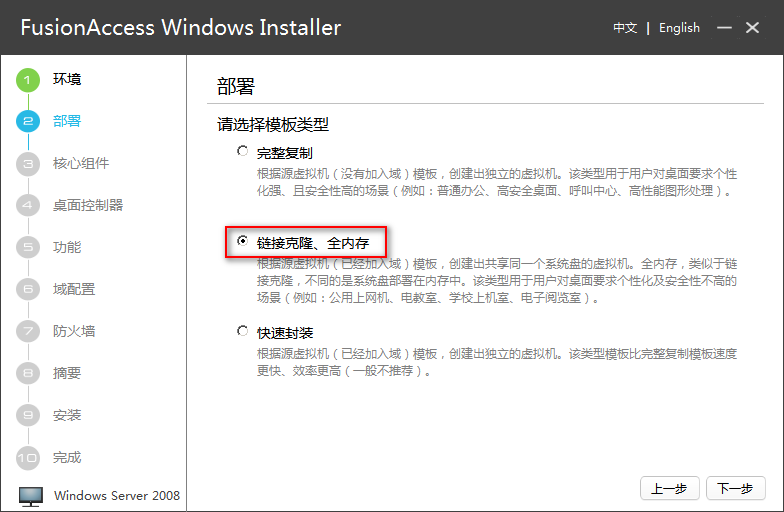 FusionAccess Windows Installer
中文 | English
1 环境
2 部署
3 核心组件
4 桌面控制器
5 功能
6 域配置
7 防火墙
8 摘要
9 安装
10 完成
Windows Server 2008
部署
请选择模板类型
完整复制
根据源虚拟机（没有加入域）模板，创建出独立的虚拟机。该类型用于用户对桌面要求个性
化强、且安全性高的场景（例如：普通办公、高安全桌面、呼叫中心、高性能图形处理）。
链接克隆、全内存
根据源虚拟机（已经加入域）模板，创建出共享同一个系统盘的虚拟机。全内存，类似于链
接克隆，不同的是系统盘部署在内存中。该类型用于用户对桌面要求个性化及安全性不高的
场景（例如：公用上网机、电教室、学校上机室、电子阅览室）。
快速封装
根据源虚拟机（已经加入域）模板，创建出独立的虚拟机。该类型模板比完整复制模板速度
更快、效率更高（一般不推荐）。
上一步 下一步